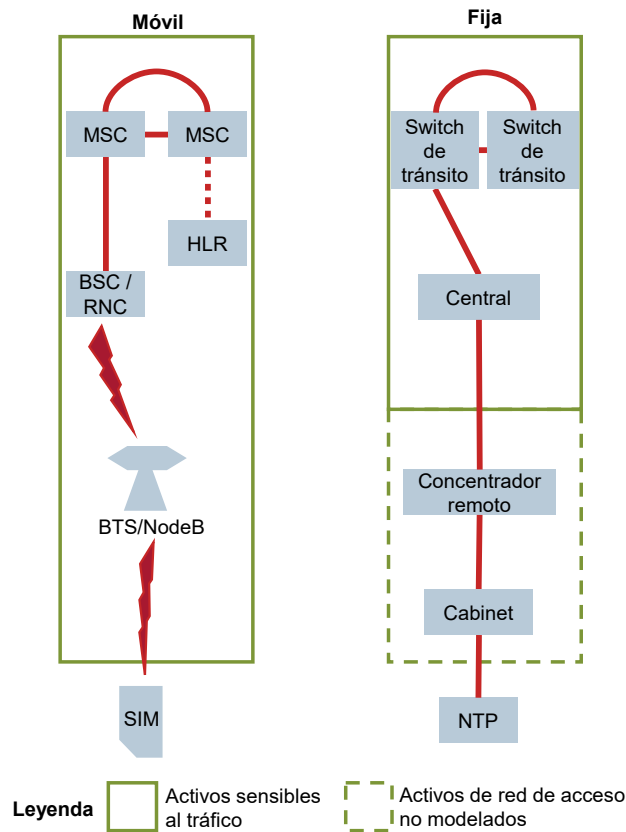 Móvil
Fija
MSC
MSC
HLR
BSC /
RNC
BTS/NodeB
SIM
Switch
de
tránsito
Switch
de
tránsito
Central
Concentrador
remoto
Cabinet
NTP
Leyenda
Activos sensibles
al tráfico
Activos de red de acceso
no modelados